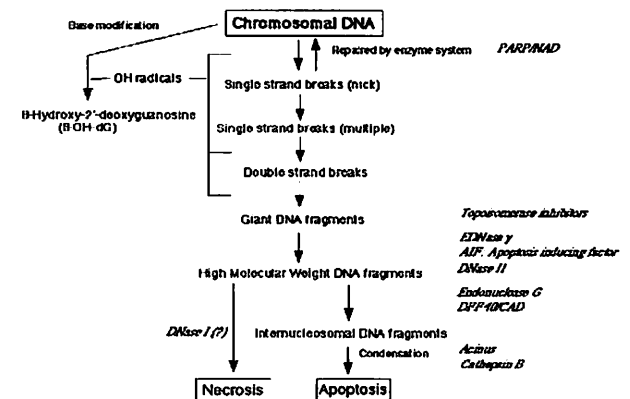 Base modification
Chromosomal DNA
Repaired by enzyme system
PARP/NAD
OH radicals
Single strand breaks (nick)
8-Hydroxy-2'-deoxyguanosine
(8-OH-dG)
Single strand breaks (multiple)
Double strand breaks
Giant DNA fragments
Topoisomerase inhibitors
AIF. Apoptosis inducing factor
High Molecular Weight DNA fragments
DNase II
Endonuclease G
DFF40/CAD
DNase I (?)
Internucleosomal DNA fragments
Condensation
Acinus
Cathepsin B
Necrosis
Apoptosis